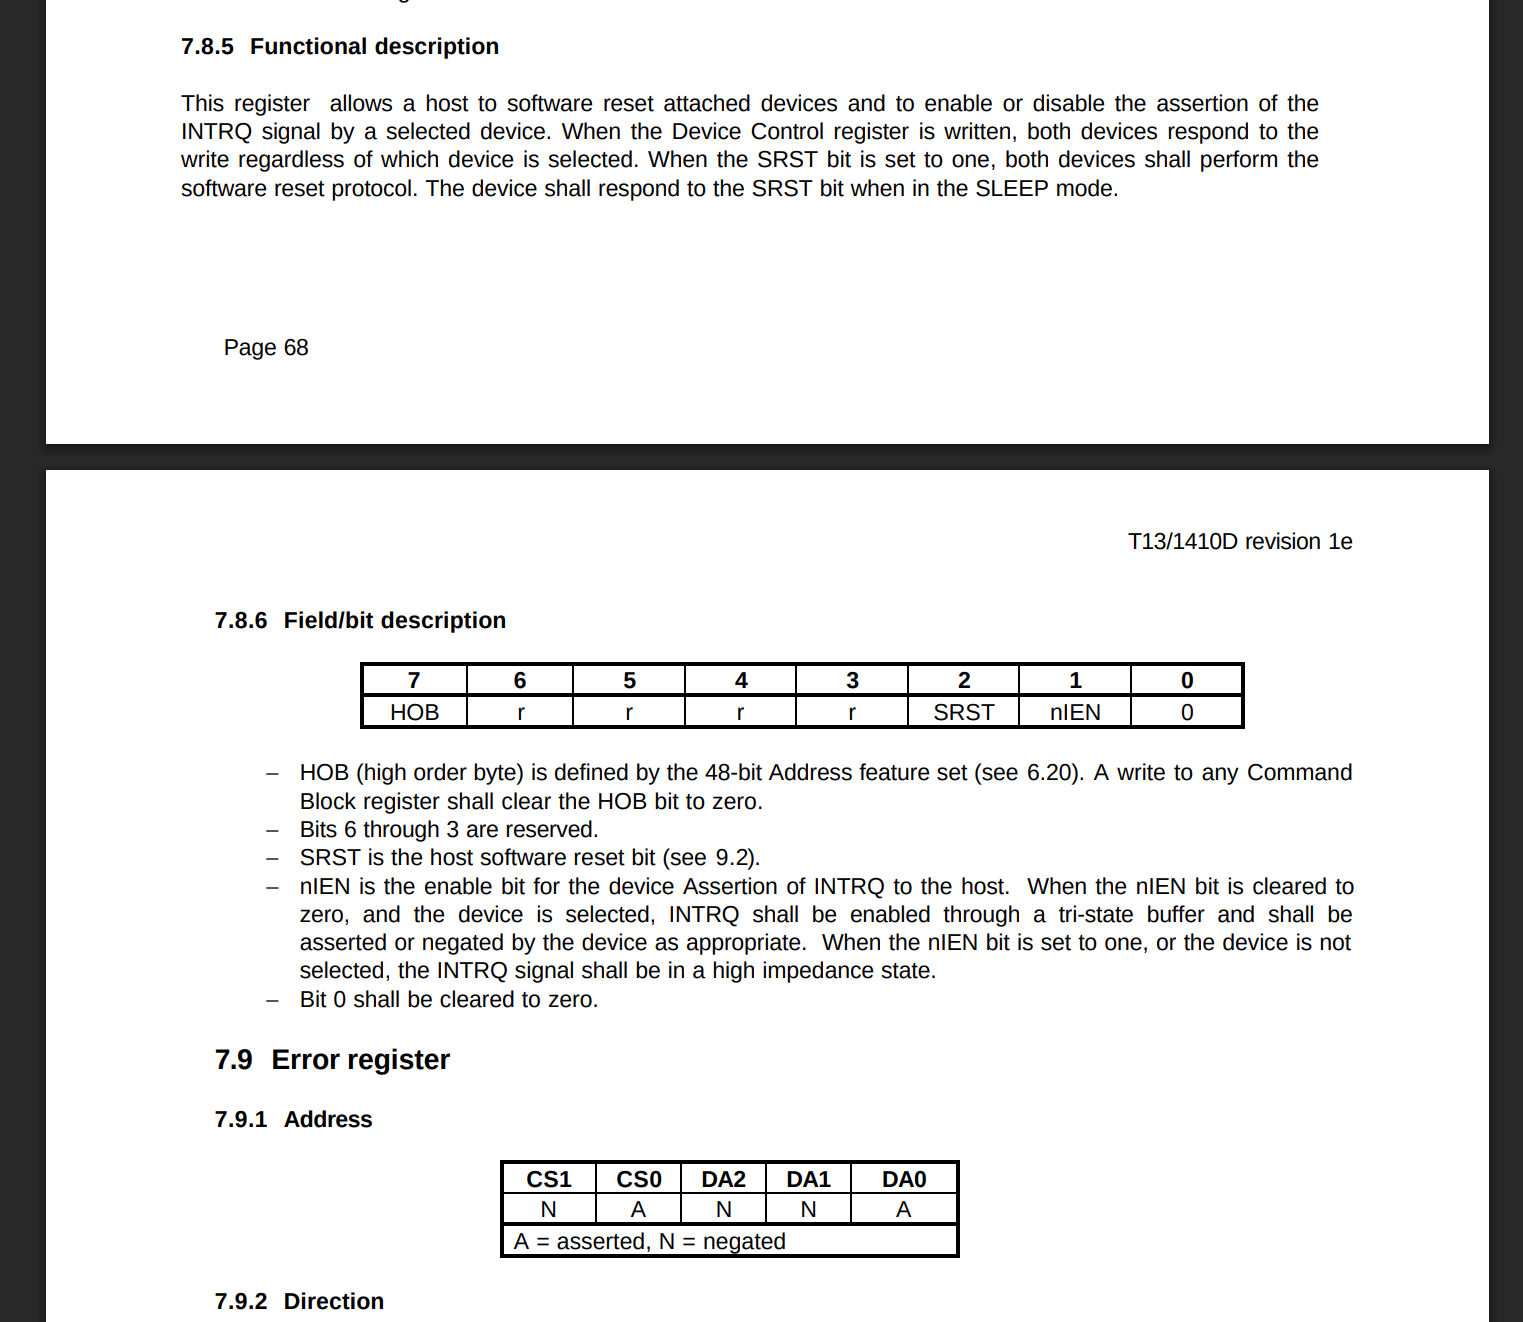 7.8.5 Functional description
This register allows a host to software reset attached devices and to enable or disable the assertion of the
INTRQ signal by a selected device. When the Device Control register is written, both devices respond to the
write regardless of which device is selected. When the SRST bit is set to one, both devices shall perform the
software reset protocol. The device shall respond to the SRST bit when in the SLEEP mode.
Page 68
T13/1410D revision 1e
7.8.6 Field/bit description
7 6 5 4 3 2 1 0
HOB r r r r SRST nIEN 0
– HOB (high order byte) is defined by the 48-bit Address feature set (see 6.20). A write to any Command
Block register shall clear the HOB bit to zero.
– Bits 6 through 3 are reserved.
– SRST is the host software reset bit (see 9.2).
– nIEN is the enable bit for the device Assertion of INTRQ to the host. When the nIEN bit is cleared to
zero, and the device is selected, INTRQ shall be enabled through a tri-state buffer and shall be
asserted or negated by the device as appropriate. When the nIEN bit is set to one, or the device is not
selected, the INTRQ signal shall be in a high impedance state.
– Bit 0 shall be cleared to zero.
7.9 Error register
7.9.1 Address
CS1 CS0 DA2 DA1 DA0
N A N N A
A = asserted, N = negated
7.9.2 Direction